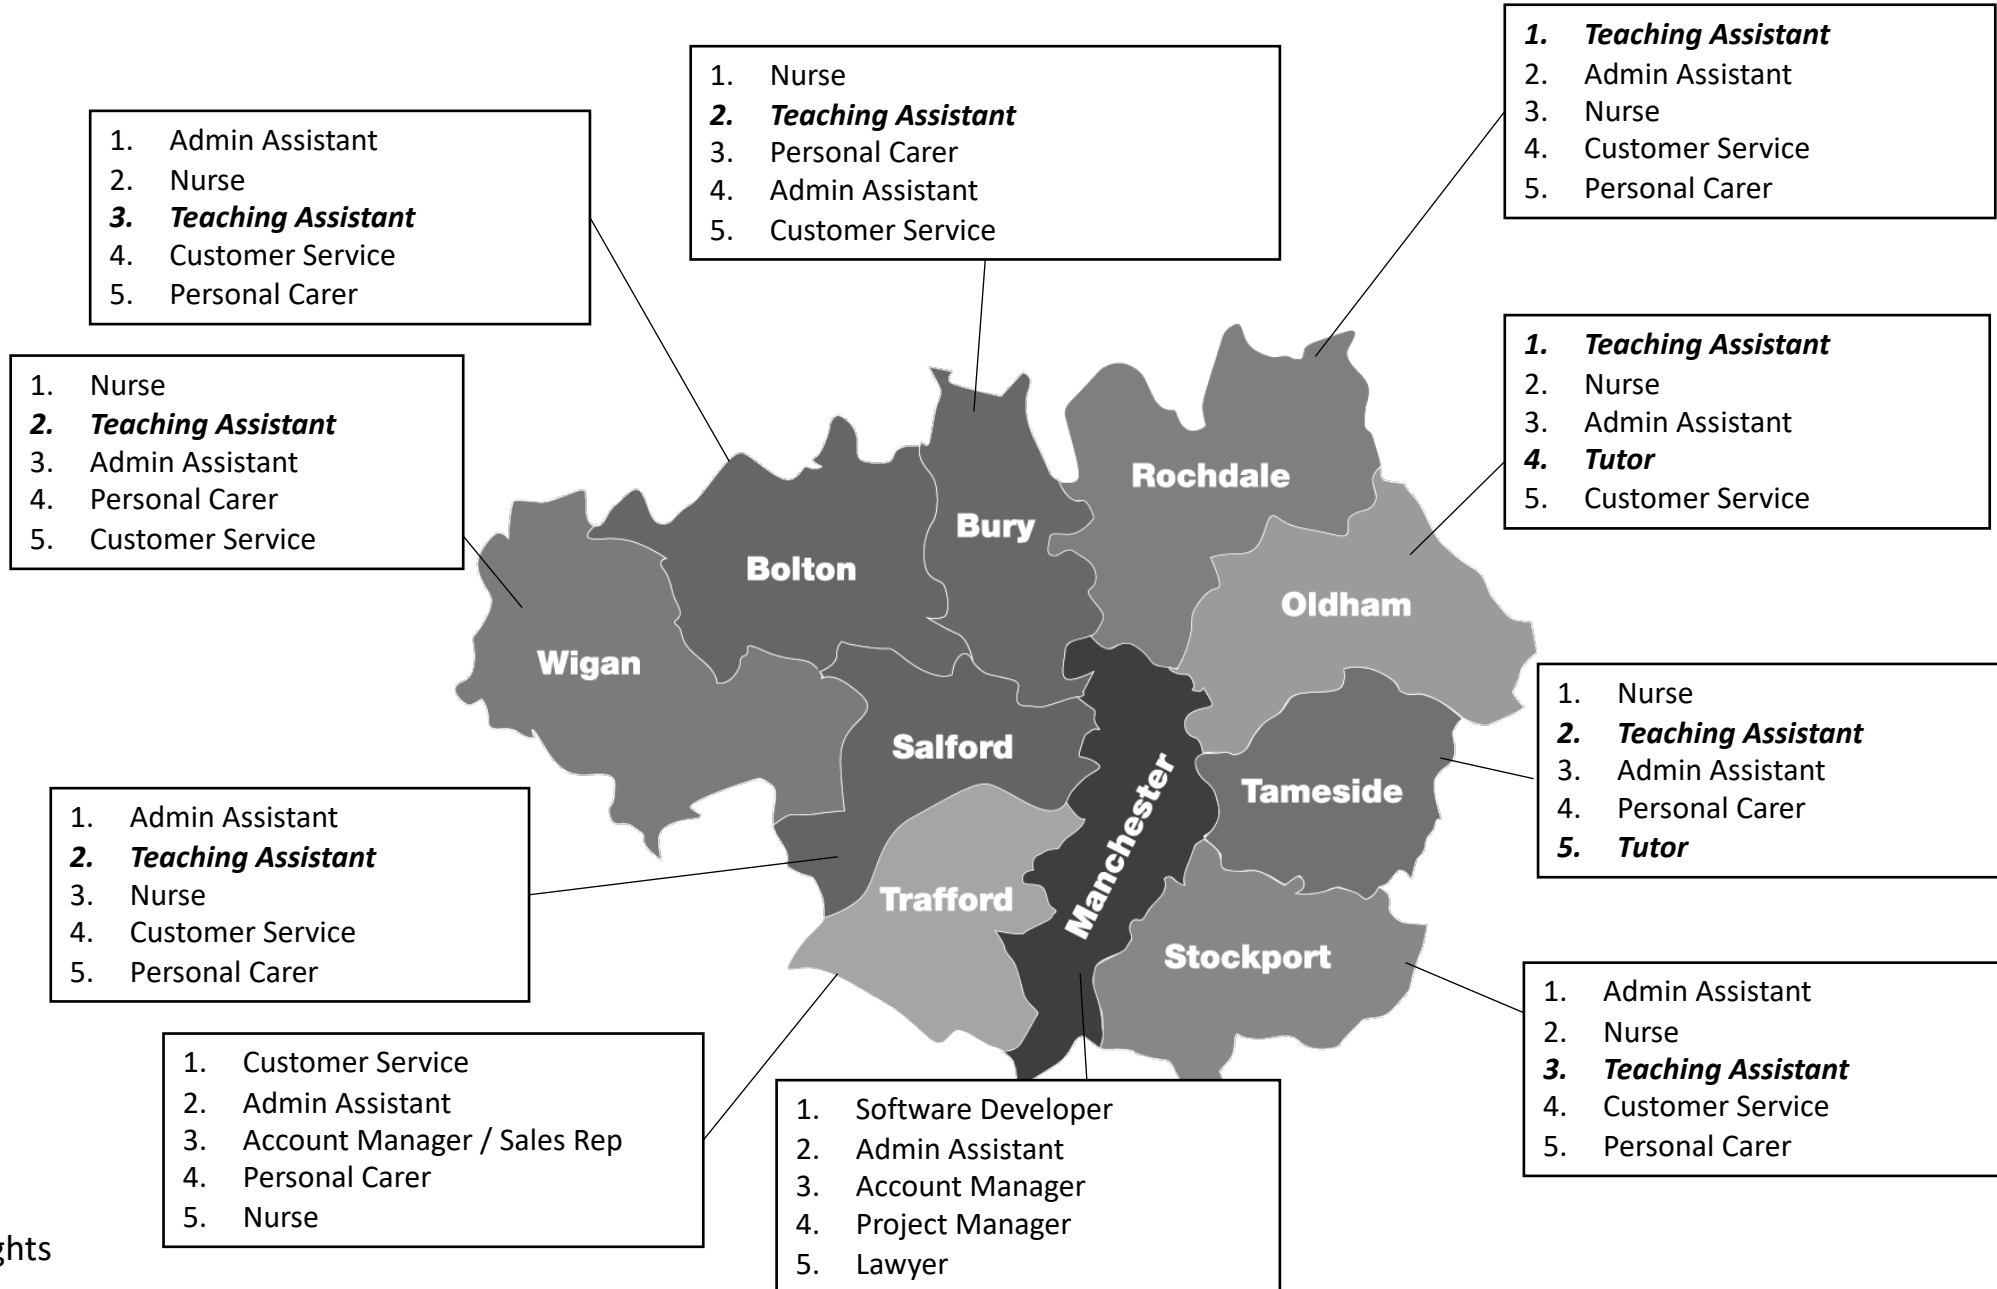 1. Nurse
2. Teaching Assistant
3. Personal Carer
4. Admin Assistant
5. Customer Service
1. Teaching Assistant
2. Admin Assistant
3. Nurse
4. Customer Service
5. Personal Carer
1. Admin Assistant
2. Nurse
3. Teaching Assistant
4. Customer Service
5. Personal Carer
1. Teaching Assistant
2. Nurse
3. Admin Assistant
4. Tutor
5. Customer Service
1. Nurse
2. Teaching Assistant
3. Admin Assistant
4. Personal Carer
5. Customer Service
Rochdale
Bury
Bolton
Oldham
Wigan
Salford
Tameside
Manchester
Trafford
Stockport
1. Nurse
2. Teaching Assistant
3. Admin Assistant
4. Personal Carer
5. Tutor
1. Admin Assistant
2. Teaching Assistant
3. Nurse
4. Customer Service
5. Personal Carer
1. Admin Assistant
2. Nurse
3. Teaching Assistant
4. Customer Service
5. Personal Carer
1. Customer Service
2. Admin Assistant
3. Account Manager / Sales Rep
4. Personal Carer
5. Nurse
1. Software Developer
2. Admin Assistant
3. Account Manager
4. Project Manager
5. Lawyer
ghts